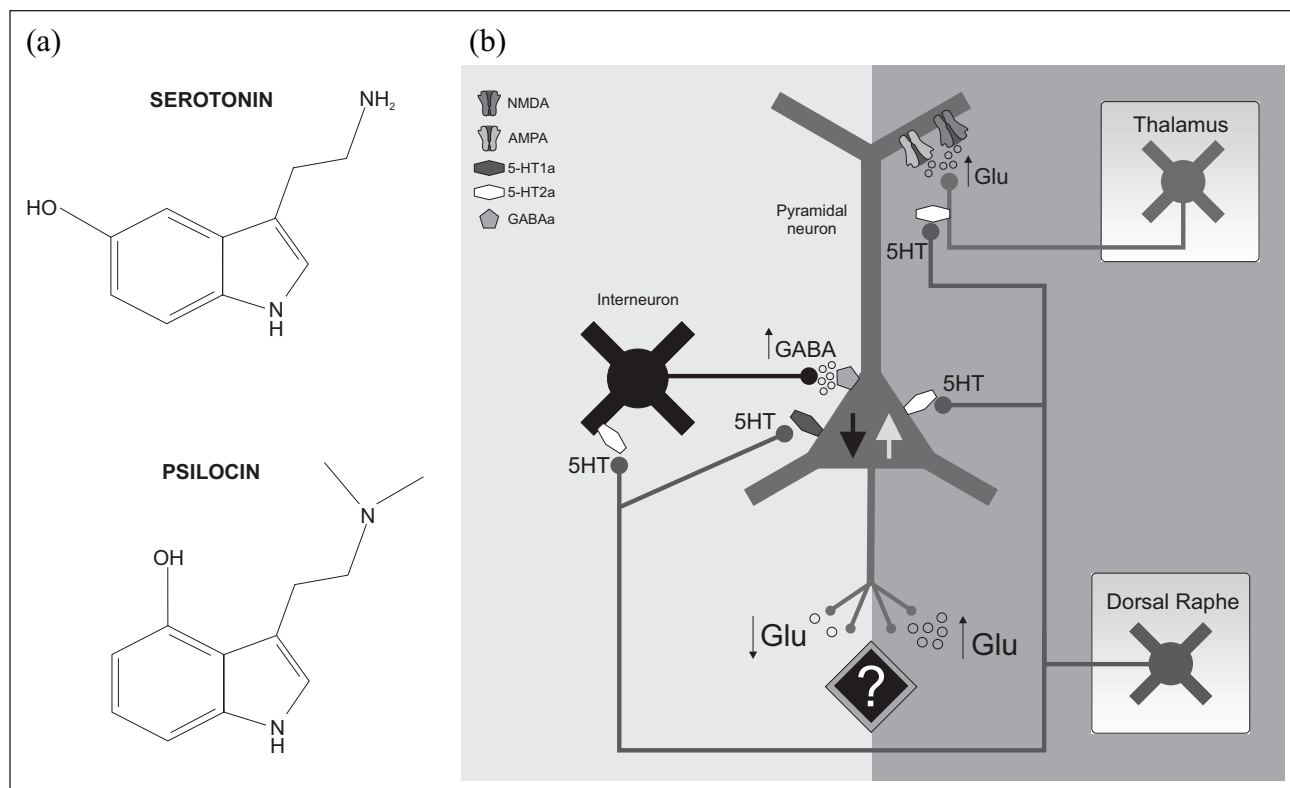 (a)
SEROTONIN
NH₂
HO
N
H
PSILOCIN
N
OH
N
H
(b)
NMDA
AMPA
5-HT1a
5-HT2a
GABAa
Thalamus
Glu
Pyramidal
neuron
5HT
Interneuron
GABA
5HT
5HT
5HT
Dorsal Raphe
Glu
Glu
?